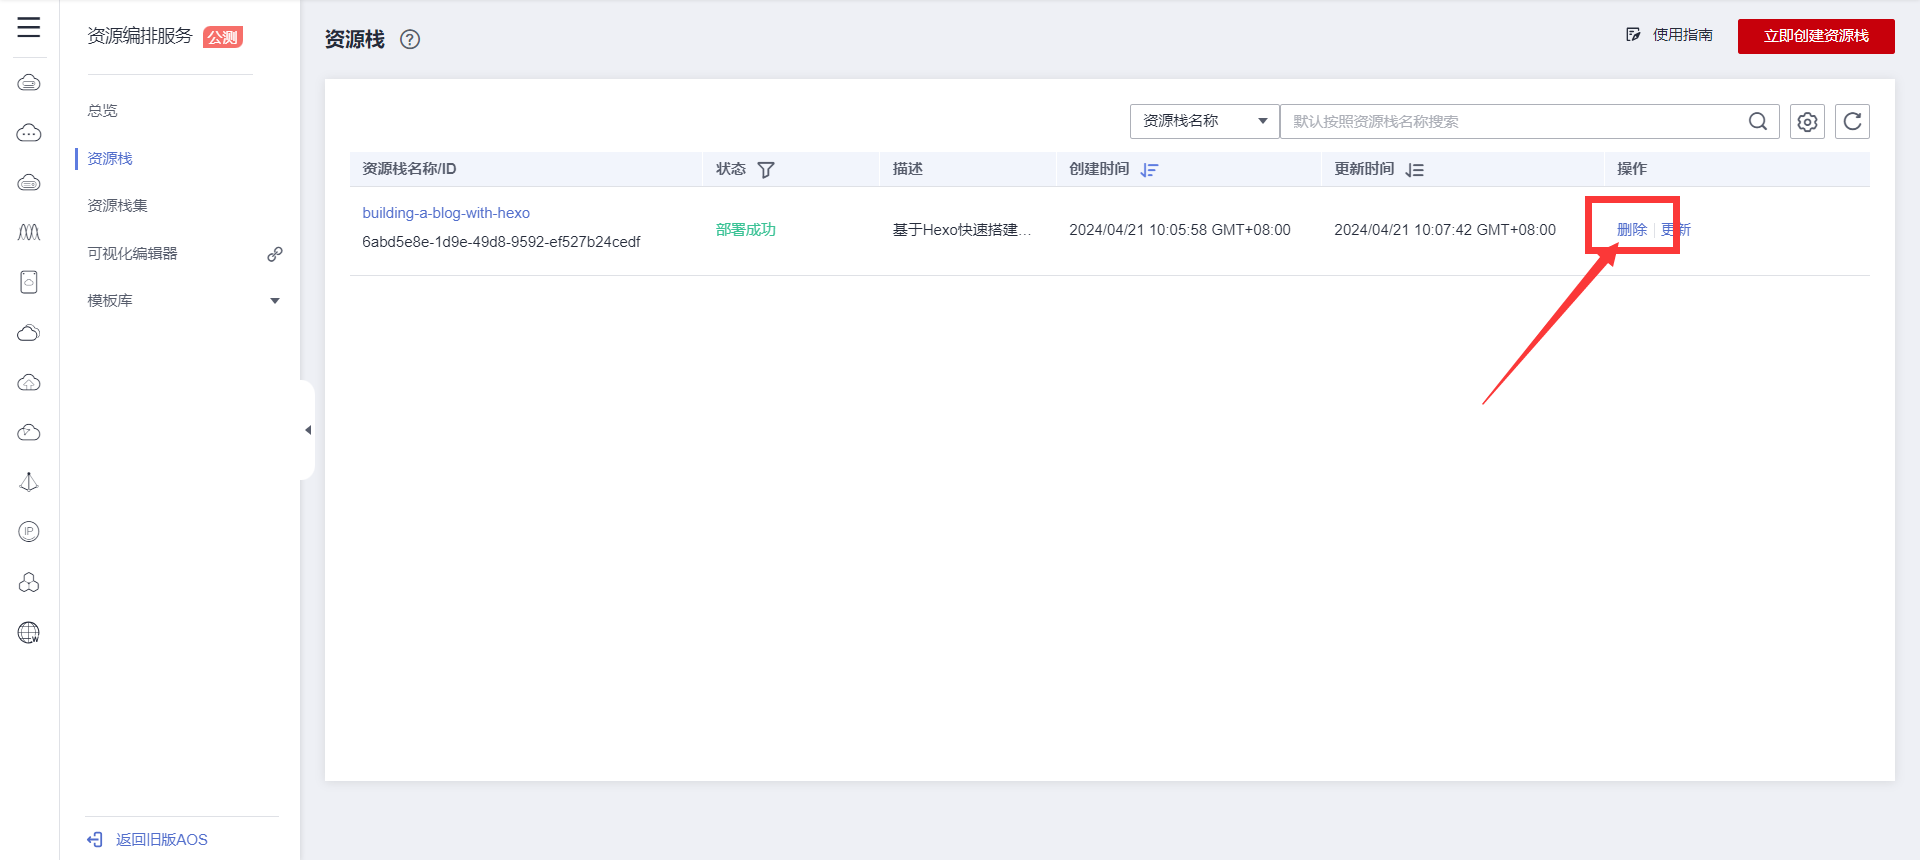 资源编排服务 公测
总览
资源栈
资源栈集
可视化编辑器
模板库
返回旧版AOS
资源栈 ?
使用指南
立即创建资源栈
资源栈名称
默认按照资源栈名称搜索
资源栈名称/ID 状态 描述 创建时间 更新时间 操作
building-a-blog-with-hexo
6abd5e8e-1d9e-49d8-9592-ef527b24cedf
部署成功
基于Hexo快速搭建...
2024/04/21 10:05:58 GMT+08:00
2024/04/21 10:07:42 GMT+08:00
删除 更新
IP
W